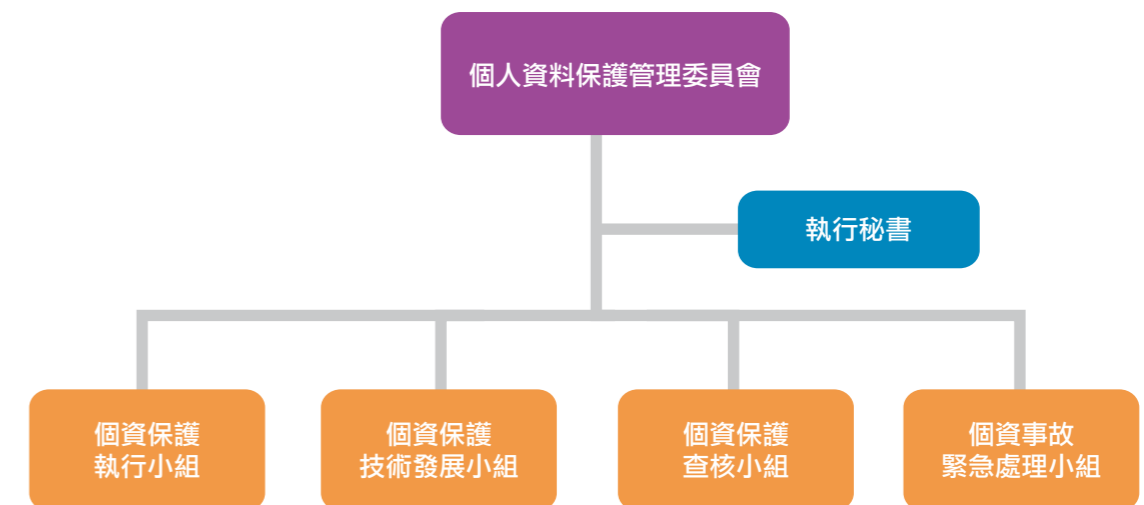 個人資料保護管理委員會
執行秘書
個資保護
執行小組
個資保護
技術發展小組
個資保護
查核小組
個資事故
緊急處理小組